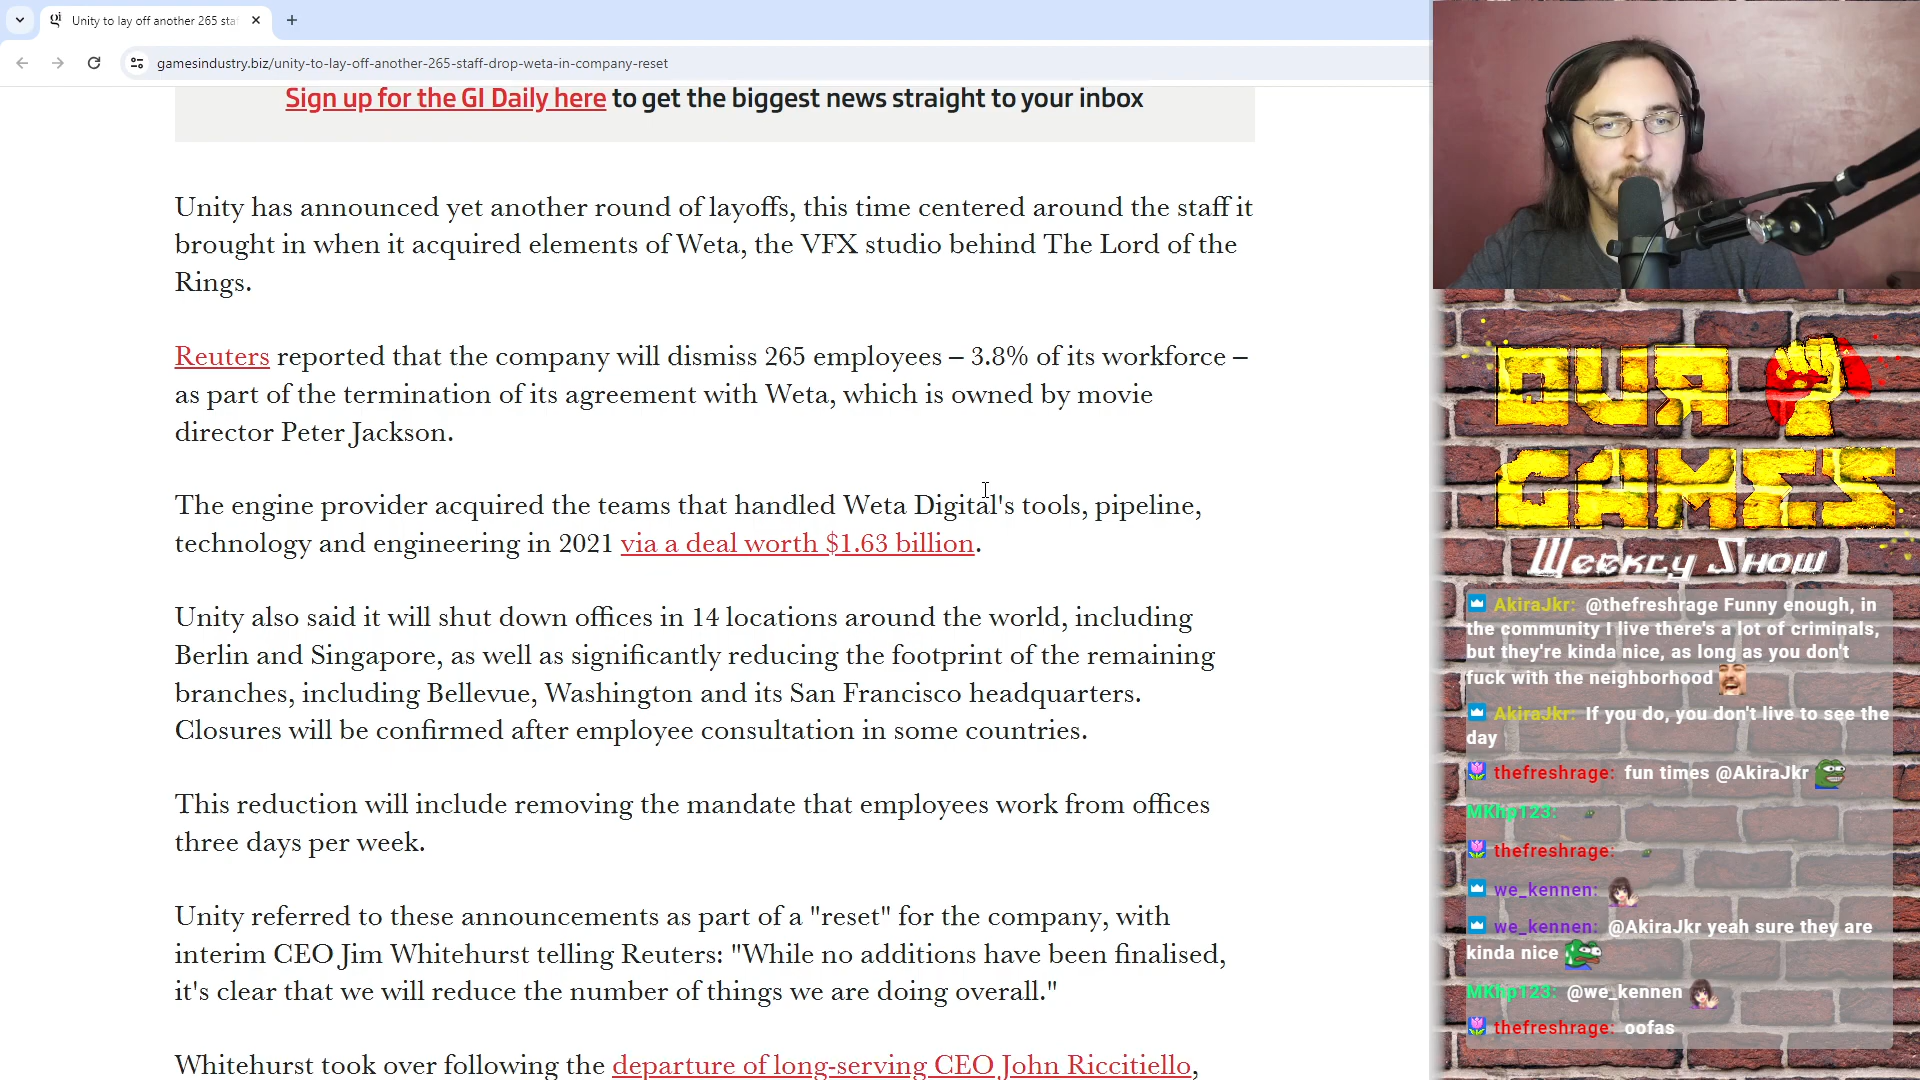 Unity to lay off another 265 sta
gamesindustry.biz/unity-to-lay-off-another-265-staff-drop-weta-in-company-reset
Sign up for the GI Daily here to get the biggest news straight to your inbox
Unity has announced yet another round of layoffs, this time centered around the staff it
brought in when it acquired elements of Weta, the VFX studio behind The Lord of the
Rings.
Reuters reported that the company will dismiss 265 employees – 3.8% of its workforce –
as part of the termination of its agreement with Weta, which is owned by movie
director Peter Jackson.
The engine provider acquired the teams that handled Weta Digital's tools, pipeline,
technology and engineering in 2021 via a deal worth $1.63 billion.
Unity also said it will shut down offices in 14 locations around the world, including
Berlin and Singapore, as well as significantly reducing the footprint of the remaining
branches, including Bellevue, Washington and its San Francisco headquarters.
Closures will be confirmed after employee consultation in some countries.
This reduction will include removing the mandate that employees work from offices
three days per week.
Unity referred to these announcements as part of a "reset" for the company, with
interim CEO Jim Whitehurst telling Reuters: "While no additions have been finalised,
it's clear that we will reduce the number of things we are doing overall."
Whitehurst took over following the departure of long-serving CEO John Riccitiello,
OUR
GAMES
Weekly Show
AkiraJkr: @thefreshrage Funny enough, in
the community I live there's a lot of criminals,
but they're kinda nice, as long as you don't
fuck with the neighborhood
AkiraJkr: If you do, you don't live to see the
day
thefreshrage: fun times @AkiraJkr
MKhp123:
thefreshrage:
we_kennen:
we_kennen: @AkiraJkr yeah sure they are
kinda nice
MKhp123: @we_kennen
thefreshrage: oofas